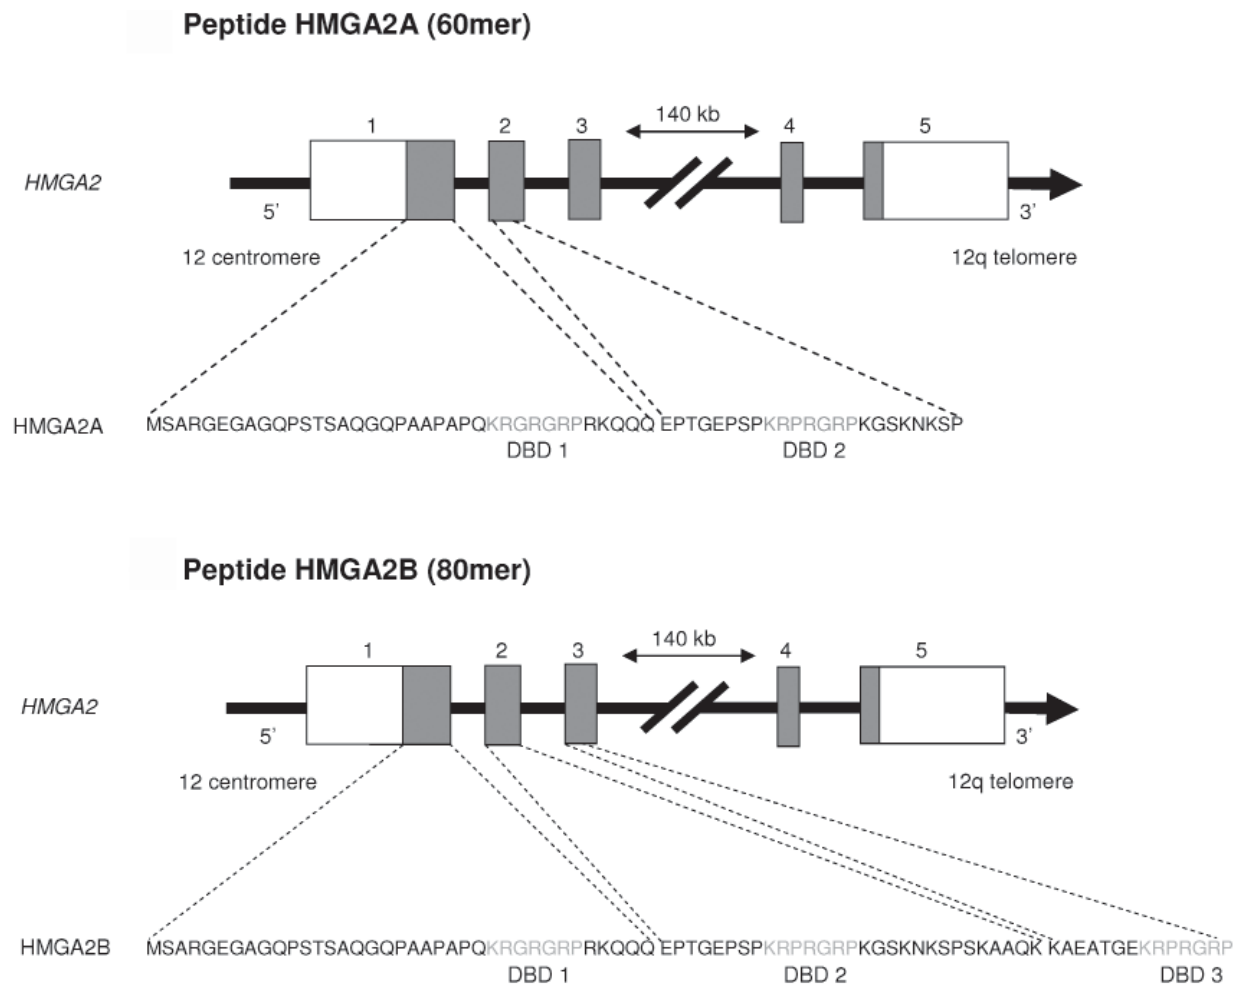 Peptide HMGA2A (60mer)
140 kb
1 2 3 4 5
HMGA2
5' 3'
12 centromere 12q telomere
HMGA2A MSARGEGAGQPSTSAQGQPAAPAPQKRGRGRPRKQQQ EPTGEPSPKRPRGRPKGSKNKSP
DBD 1 DBD 2
Peptide HMGA2B (80mer)
140 kb
1 2 3 4 5
HMGA2
5' 3'
12 centromere 12q telomere
HMGA2B MSARGEGAGQPSTSAQGQPAAPAPQKRGRGRPRKQQQ EPTGEPSPKRPRGRPKGSKNKSPSKAAQK KAEATGEKRPRGRP
DBD 1 DBD 2 DBD 3